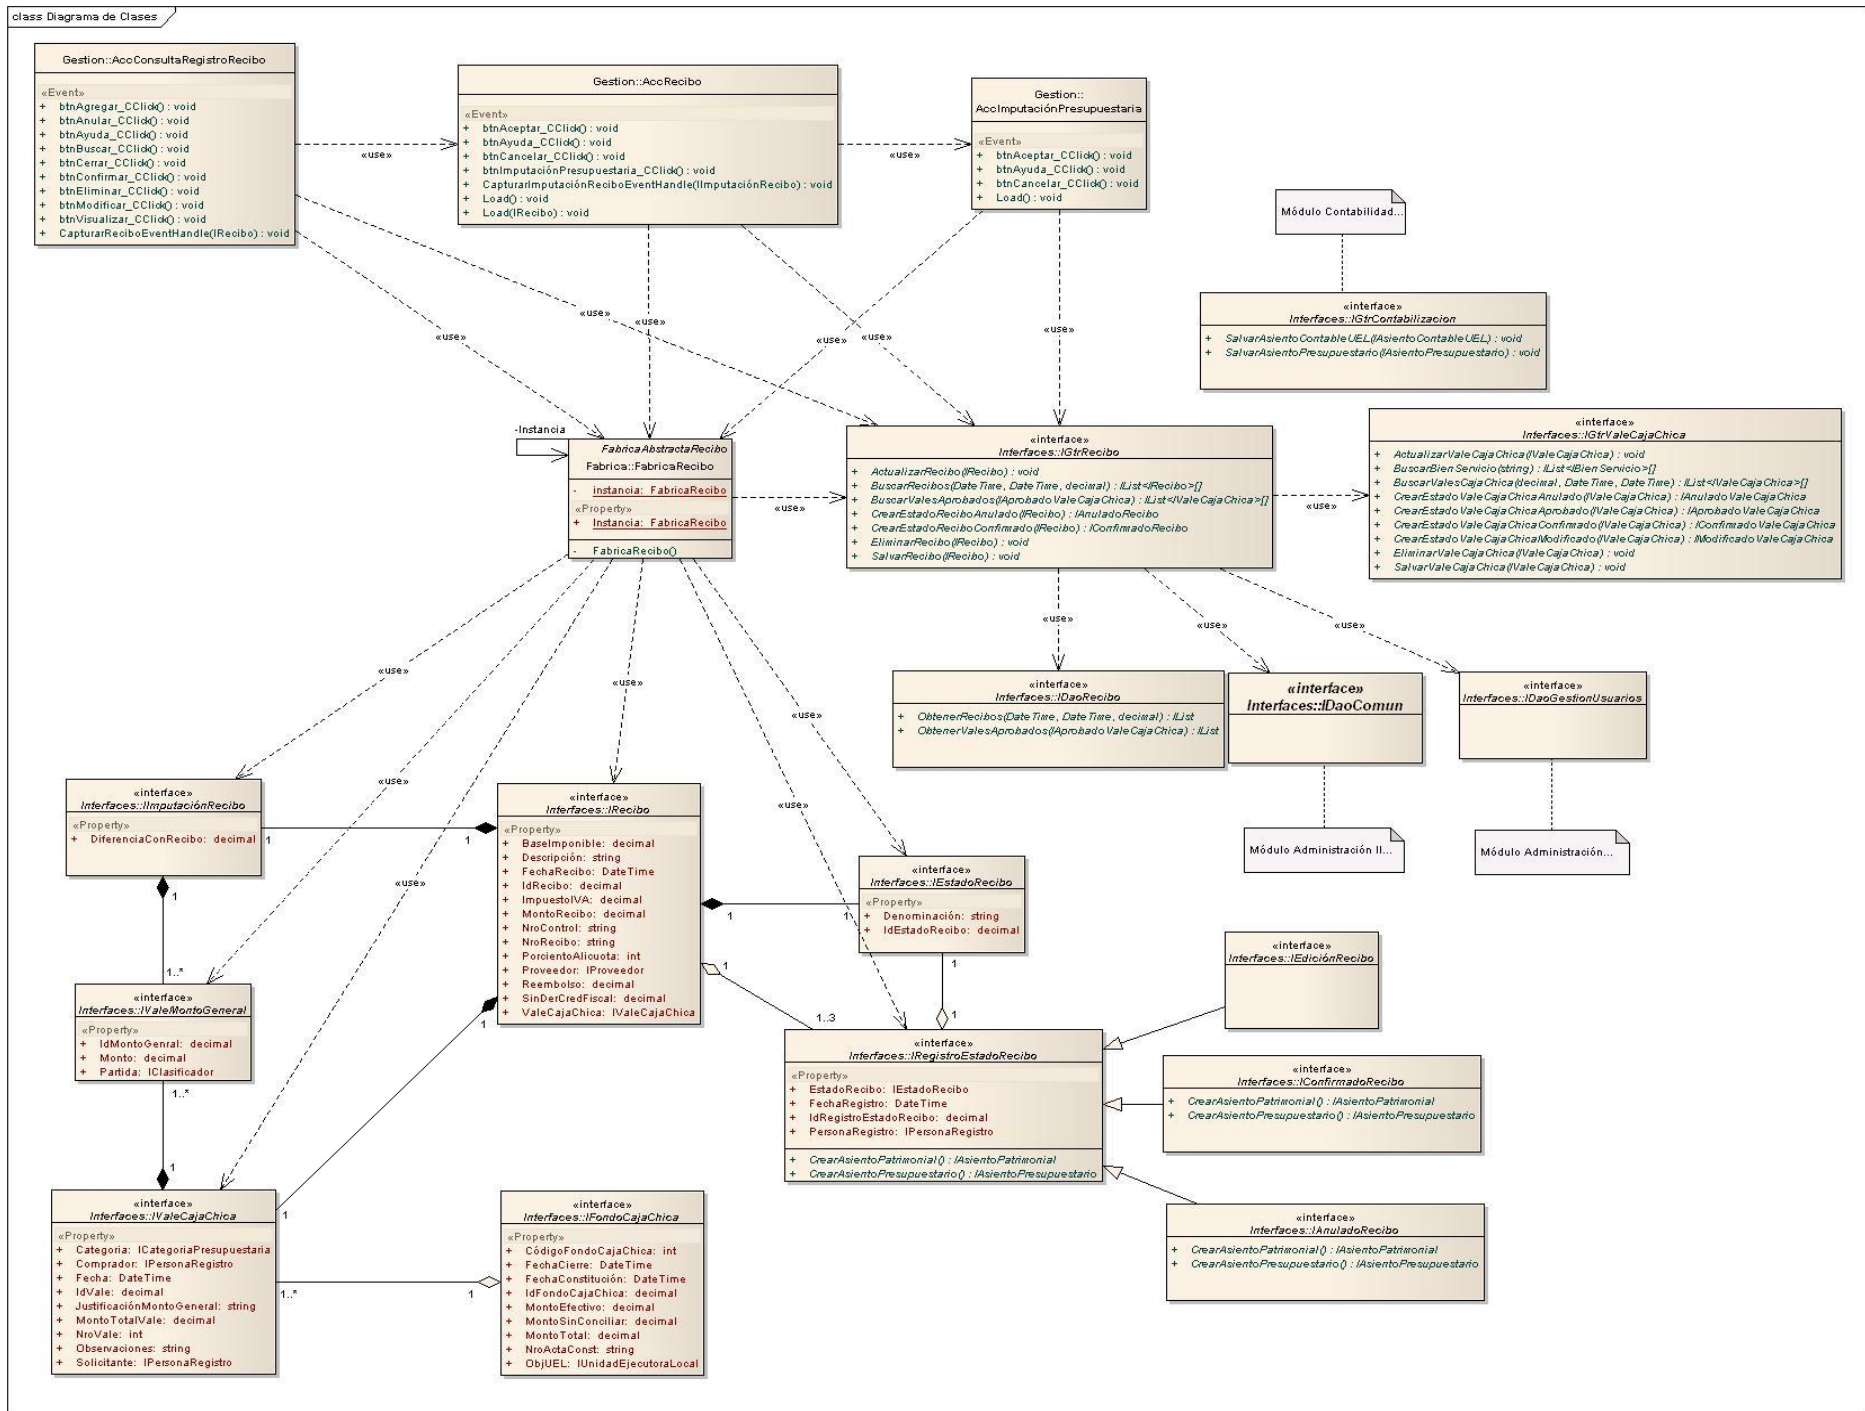 class Diagrama de Clases
Gestion::AccConsultaRegistroRecibo
«Event»
+ btnAgregar_CClick() : void
+ btnAnular_CClick() : void
+ btnAyuda_CClick() : void
+ btnBuscar_CClick() : void
+ btnCerrar_CClick() : void
+ btnConfirmar_CClick() : void
+ btnEliminar_CClick() : void
+ btnModificar_CClick() : void
+ btnVisualizar_CClick() : void
+ CapturarReciboEventHandle(IRecibo) : void
«use»
Gestion::AccRecibo
«Event»
+ btnAceptar_CClick() : void
+ btnAyuda_CClick() : void
+ btnCancelar_CClick() : void
+ btnImputaciónPresupuestaria_CClick() : void
+ CapturarImputaciónReciboEventHandle(IImputaciónRecibo) : void
+ Load() : void
+ Load(IRecibo) : void
«use»
Gestion::
AccImputaciónPresupuestaria
«Event»
+ btnAceptar_CClick() : void
+ btnAyuda_CClick() : void
+ btnCancelar_CClick() : void
+ Load() : void
Módulo Contabilidad...
«interface»
Interfaces::IGtrContabilizacion
+ SalvarAsientoContableUEL(IAsientoContableUEL) : void
+ SalvarAsientoPresupuestario(IAsientoPresupuestario) : void
«use»
«use»
«use»
«use»
«use»
«use»
«use»
-Instancia
FabricaAbstractaRecibo
Fabrica::FabricaRecibo
- instancia: FabricaRecibo
«Property»
+ Instancia: FabricaRecibo
- FabricaRecibo()
«use»
«interface»
Interfaces::IGtrRecibo
+ ActualizarRecibo(IRecibo) : void
+ BuscarRecibos(DateTime, DateTime, decimal) : IList<IRecibo>[]
+ BuscarValesAprobados(IAprobadoValeCajaChica) : IList<IValeCajaChica>[]
+ CrearEstadoReciboAnulado(IRecibo) : IAnuladoRecibo
+ CrearEstadoReciboConfirmado(IRecibo) : IConfirmadoRecibo
+ EliminarRecibo(IRecibo) : void
+ SalvarRecibo(IRecibo) : void
«use»
«interface»
Interfaces::IGtrValeCajaChica
+ ActualizarValeCajaChica(IValeCajaChica) : void
+ BuscarBienServicio(string) : IList<IBienServicio>[]
+ BuscarValesCajaChica(decimal, DateTime, DateTime) : IList<IValeCajaChica>[]
+ CrearEstadoValeCajaChicaAnulado(IValeCajaChica) : IAnuladoValeCajaChica
+ CrearEstadoValeCajaChicaAprobado(IValeCajaChica) : IAprobadoValeCajaChica
+ CrearEstadoValeCajaChicaConfirmado(IValeCajaChica) : IConfirmadoValeCajaChica
+ CrearEstadoValeCajaChicaModificado(IValeCajaChica) : IModificadoValeCajaChica
+ EliminarValeCajaChica(IValeCajaChica) : void
+ SalvarValeCajaChica(IValeCajaChica) : void
«use»
«use»
«use»
«interface»
Interfaces::IDaoRecibo
+ ObtenerRecibos(DateTime, DateTime, decimal) : IList
+ ObtenerValesAprobados(IAprobadoValeCajaChica) : IList
«interface»
Interfaces::IDaoComun
«interface»
Interfaces::IDaoGestionUsuarios
Módulo Administración II...
Módulo Administración...
«use»
«use»
«use»
«use»
«use»
«use»
«interface»
Interfaces::IImputaciónRecibo
«Property»
+ DiferenciaConRecibo: decimal
1
1
1
1..*
«interface»
Interfaces::IRecibo
«Property»
+ BaseImponible: decimal
+ Descripción: string
+ FechaRecibo: DateTime
+ IdRecibo: decimal
+ ImpuestoIVA: decimal
+ MontoRecibo: decimal
+ NroControl: string
+ NroRecibo: string
+ PorcientoAlicuota: int
+ Proveedor: IProveedor
+ Reembolso: decimal
+ SinDerCredFiscal: decimal
+ ValeCajaChica: IValeCajaChica
1
1
1
1..3
1
«interface»
Interfaces::IEstadoRecibo
«Property»
+ Denominación: string
+ IdEstadoRecibo: decimal
1
1
«interface»
Interfaces::IEdiciónRecibo
«interface»
Interfaces::IValeMontoGeneral
«Property»
+ IdMontoGenral: decimal
+ Monto: decimal
+ Partida: IClasificador
1..*
1
«interface»
Interfaces::IRegistroEstadoRecibo
«Property»
+ EstadoRecibo: IEstadoRecibo
+ FechaRegistro: DateTime
+ IdRegistroEstadoRecibo: decimal
+ PersonaRegistro: IPersonaRegistro
+ CrearAsientoPatrimonial() : IAsientoPatrimonial
+ CrearAsientoPresupuestario() : IAsientoPresupuestario
«interface»
Interfaces::IConfirmadoRecibo
+ CrearAsientoPatrimonial() : IAsientoPatrimonial
+ CrearAsientoPresupuestario() : IAsientoPresupuestario
«interface»
Interfaces::IValeCajaChica
«Property»
+ Categoria: ICategoriaPresupuestaria
+ Comprador: IPersonaRegistro
+ Fecha: DateTime
+ IdVale: decimal
+ JustificaciónMontoGeneral: string
+ MontoTotalVale: decimal
+ NroVale: int
+ Observaciones: string
+ Solicitante: IPersonaRegistro
1
1..*
1
«interface»
Interfaces::IFondoCajaChica
«Property»
+ CódigoFondoCajaChica: int
+ FechaCierre: DateTime
+ FechaConstitución: DateTime
+ IdFondoCajaChica: decimal
+ MontoEfectivo: decimal
+ MontoSinConciliar: decimal
+ MontoTotal: decimal
+ NroActaConst: string
+ ObjUEL: IUnidadEjecutoraLocal
«interface»
Interfaces::IAnuladoRecibo
+ CrearAsientoPatrimonial() : IAsientoPatrimonial
+ CrearAsientoPresupuestario() : IAsientoPresupuestario